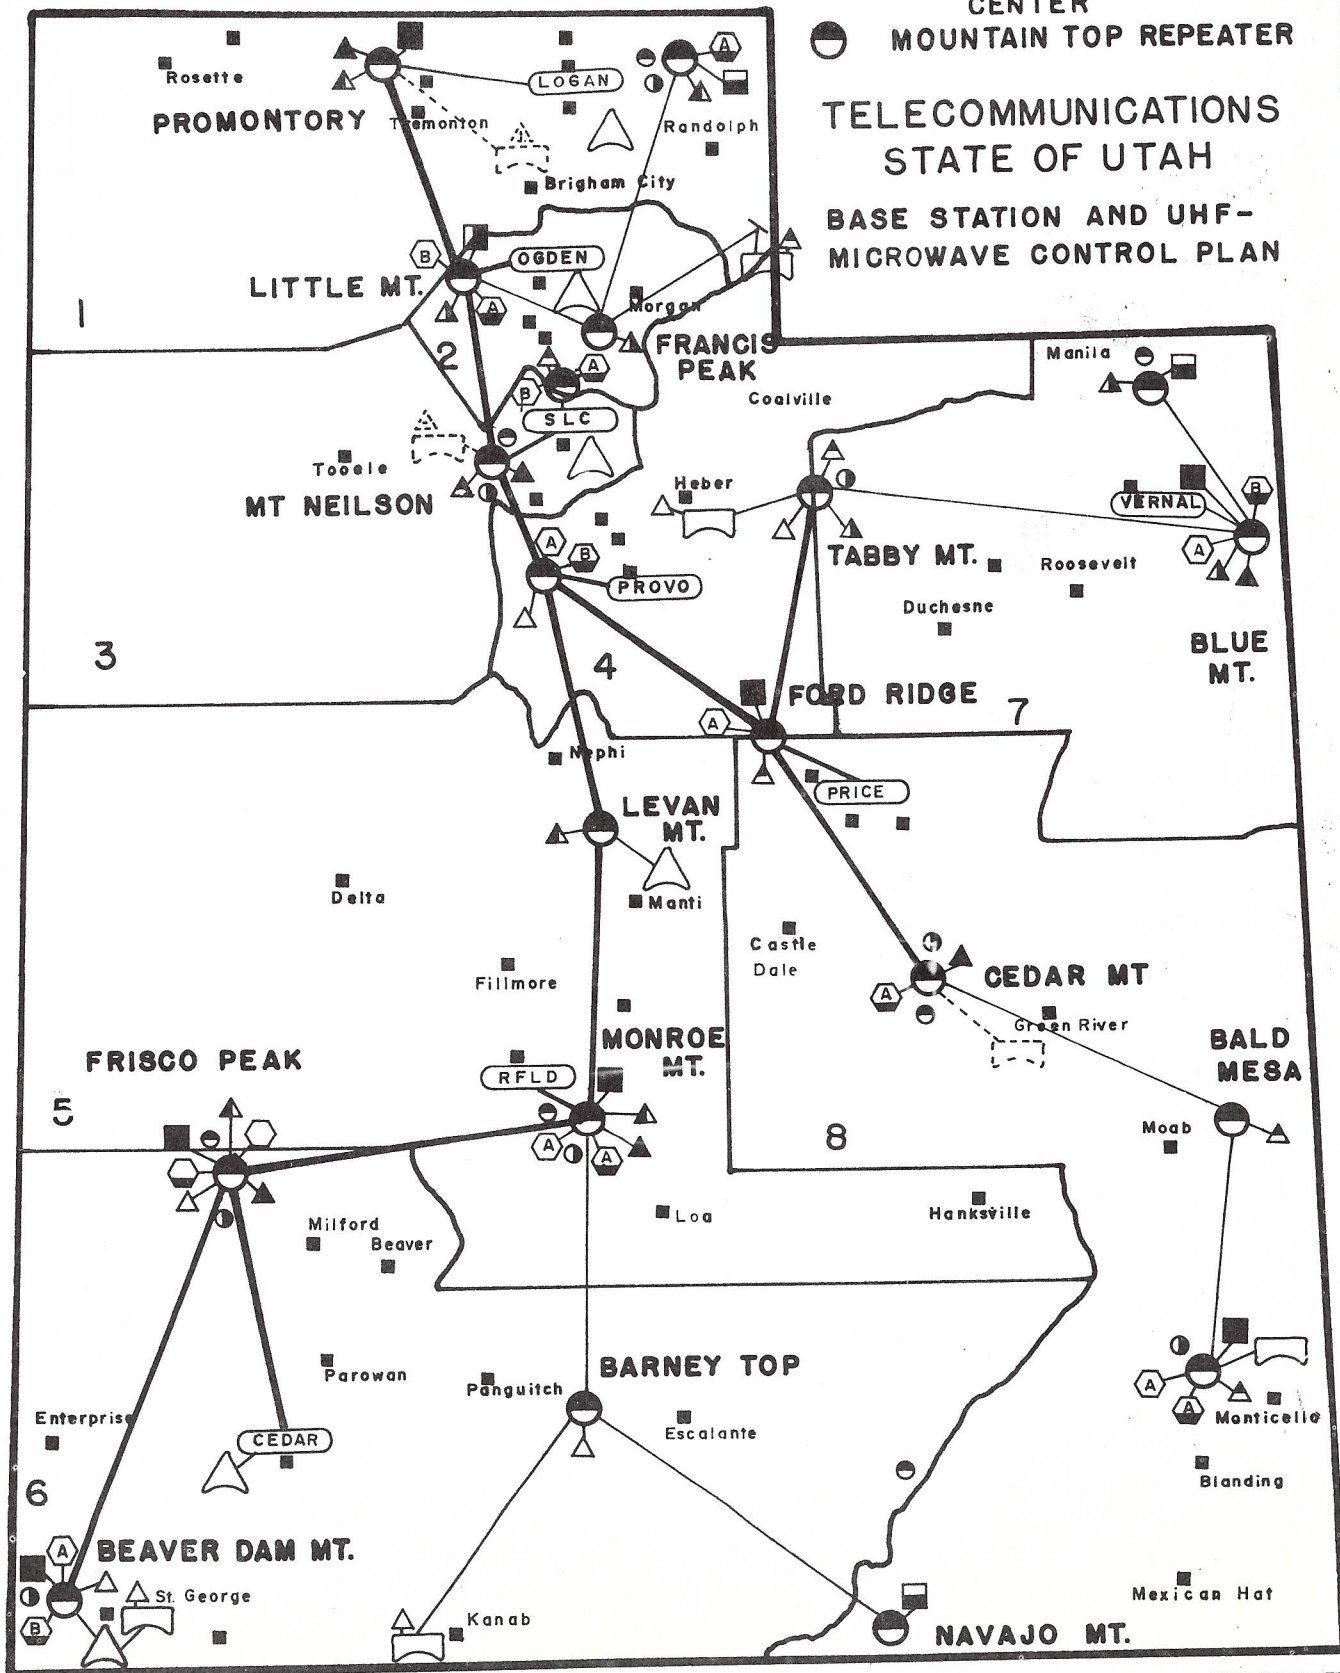 CENTER
MOUNTAIN TOP REPEATER
TELECOMMUNICATIONS
STATE OF UTAH
BASE STATION AND UHF-
MICROWAVE CONTROL PLAN
Rosette
PROMONTORY
Tremonton
LOGAN
A
Randolph
Brigham City
B
LITTLE MT.
OGDEN
A
Morgan
1
2
FRANCIS
PEAK
A
B
SLC
Coalville
Manila
Tooele
MT NEILSON
Heber
VERNAL
B
A
TABBY MT.
Roosevelt
Duchesne
BLUE
MT.
A
B
PROVO
3
4
FORD RIDGE
7
A
Nephi
PRICE
LEVAN
MT.
Delta
Manti
Castle
Dale
Fillmore
CEDAR MT
A
Green River
BALD
MESA
MONROE
MT.
FRISCO PEAK
RFLD
5
A
A
8
Moab
Milford
Beaver
Loa
Hanksville
BARNEY TOP
Parowan
Panguitch
Escalante
A
A
Monticello
Blanding
Enterprise
CEDAR
6
A
BEAVER DAM MT.
St. George
B
Kanab
Mexican Hat
NAVAJO MT.